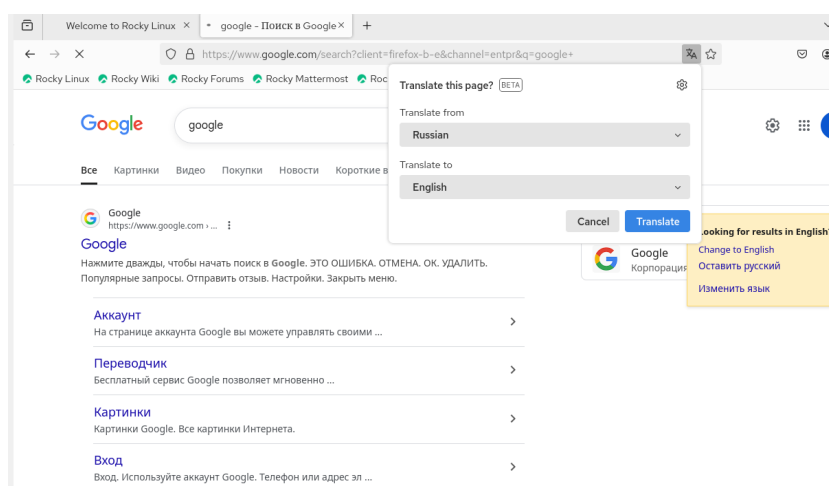 Welcome to Rocky Linux
google - Поиск в Google
https://www.google.com/search?client=firefox-b-e&channel=entpr&q=google+
Rocky Linux Rocky Wiki Rocky Forums Rocky Mattermost
Translate this page? BETA
Translate from
Russian
Translate to
English
Cancel Translate
Google
google
Все Картинки Видео Покупки Новости Короткие
Google
https://www.google.com › ...
Google
Нажмите дважды, чтобы начать поиск в Google. ЭТО ОШИБКА. ОТМЕНА. ОК. УДАЛИТЬ.
Популярные запросы. Отправить отзыв. Настройки. Закрыть меню.
Аккаунт
На странице аккаунта Google вы можете управлять своими ...
Переводчик
Бесплатный сервис Google позволяет мгновенно ...
Картинки
Картинки Google. Все картинки Интернета.
Вход
Вход. Используйте аккаунт Google. Телефон или адрес эл ...
Google
Корпорация
Looking for results in English?
Change to English
Оставить русский
Изменить язык